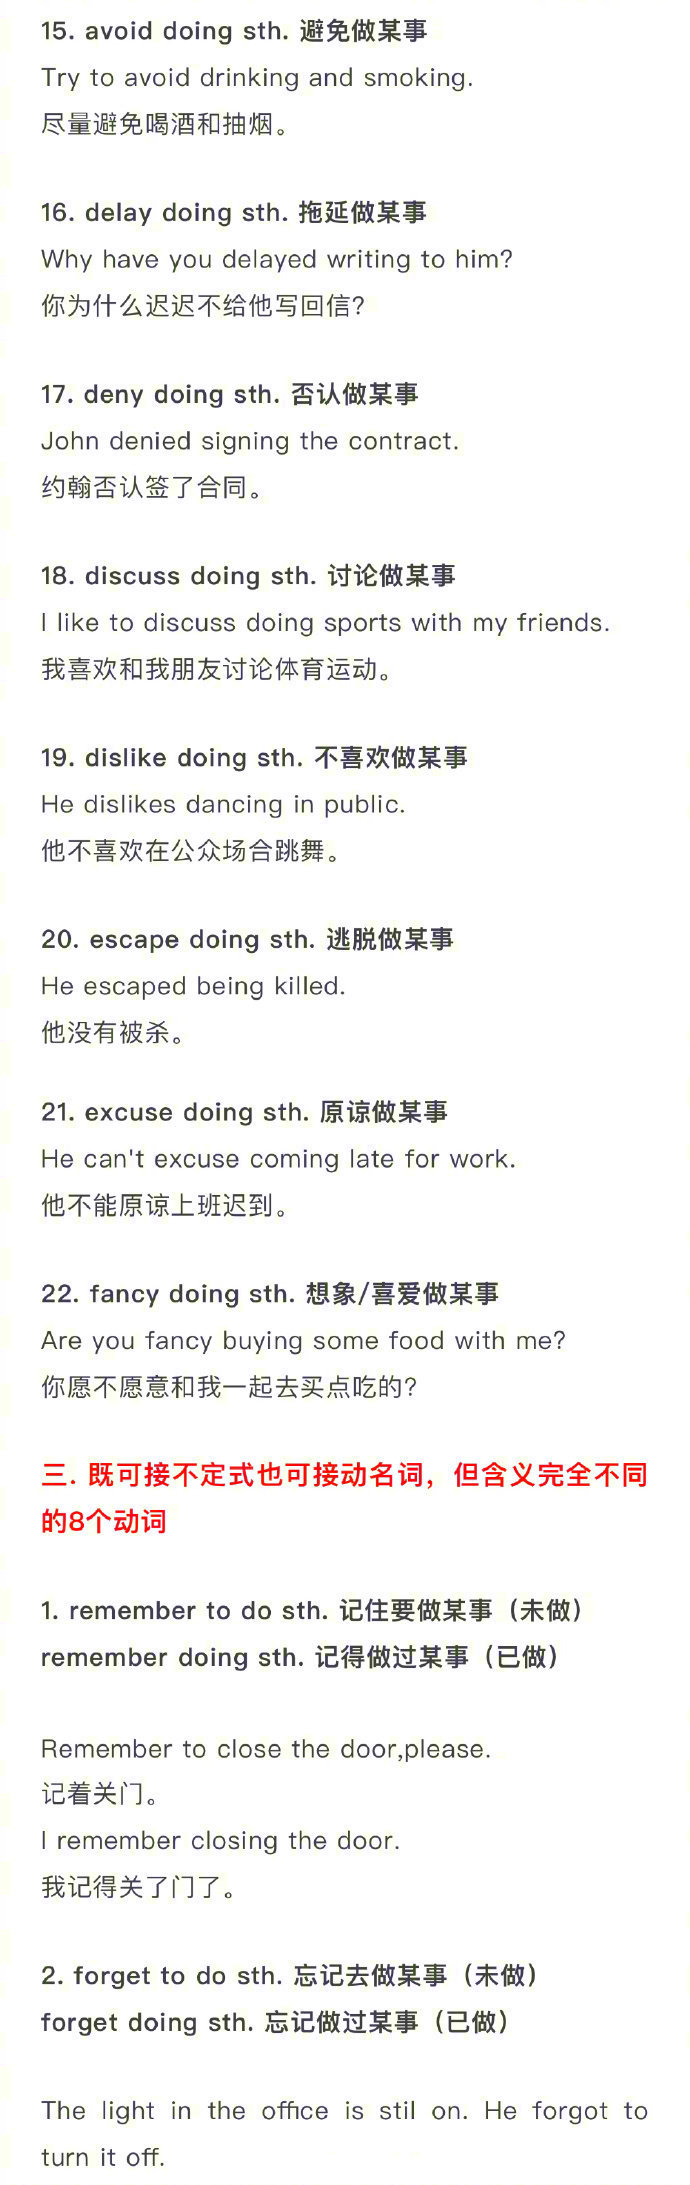 15. avoid doing sth. 避免做某事
Try to avoid drinking and smoking.
尽量避免喝酒和抽烟。
16. delay doing sth. 拖延做某事
Why have you delayed writing to him?
你为什么迟迟不给他写回信?
17. deny doing sth. 否认做某事
John denied signing the contract.
约翰否认签了合同。
18. discuss doing sth. 讨论做某事
I like to discuss doing sports with my friends.
我喜欢和我朋友讨论体育运动。
19. dislike doing sth. 不喜欢做某事
He dislikes dancing in public.
他不喜欢在公众场合跳舞。
20. escape doing sth. 逃脱做某事
He escaped being killed.
他没有被杀。
21. excuse doing sth. 原谅做某事
He can't excuse coming late for work.
他不能原谅上班迟到。
22. fancy doing sth. 想象/喜爱做某事
Are you fancy buying some food with me?
你愿不愿意和我一起去买点吃的?
三. 既可接不定式也可接动名词，但含义完全不同
的8个动词
1. remember to do sth. 记住要做某事（未做）
remember doing sth. 记得做过某事（已做）
Remember to close the door,please.
记着关门。
I remember closing the door.
我记得关了门了。
2. forget to do sth. 忘记去做某事（未做）
forget doing sth. 忘记做过某事（已做）
The light in the office is stil on. He forgot to
turn it off.